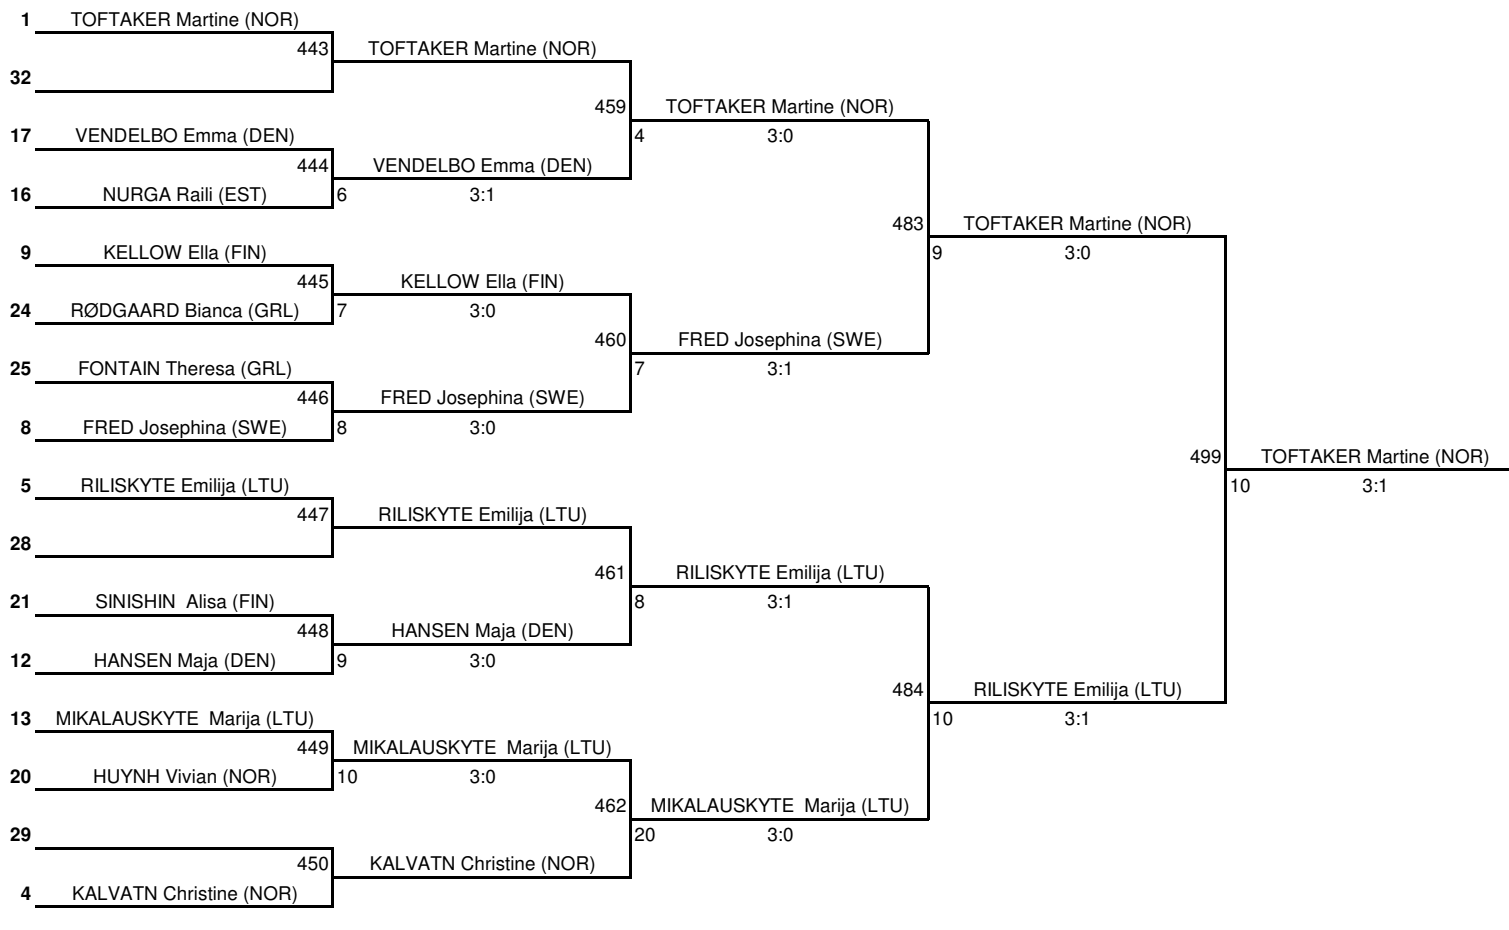 1 TOFTAKER Martine (NOR)
443 TOFTAKER Martine (NOR)
32
459 TOFTAKER Martine (NOR)
17 VENDELBO Emma (DEN) 4 3:0
444 VENDELBO Emma (DEN)
16 NURGA Raili (EST) 6 3:1
483 TOFTAKER Martine (NOR)
9 KELLOW Ella (FIN) 9 3:0
445 KELLOW Ella (FIN)
24 RØDGAARD Bianca (GRL) 7 3:0
460 FRED Josephina (SWE)
25 FONTAIN Theresa (GRL) 7 3:1
446 FRED Josephina (SWE)
8 FRED Josephina (SWE) 8 3:0
499 TOFTAKER Martine (NOR)
5 RILISKYTE Emilija (LTU) 10 3:1
447 RILISKYTE Emilija (LTU)
28
461 RILISKYTE Emilija (LTU)
21 SINISHIN Alisa (FIN) 8 3:1
448 HANSEN Maja (DEN)
12 HANSEN Maja (DEN) 9 3:0
484 RILISKYTE Emilija (LTU)
13 MIKALAUSKYTE Marija (LTU) 10 3:1
449 MIKALAUSKYTE Marija (LTU)
20 HUYNH Vivian (NOR) 10 3:0
462 MIKALAUSKYTE Marija (LTU)
29 20 3:0
450 KALVATN Christine (NOR)
4 KALVATN Christine (NOR)